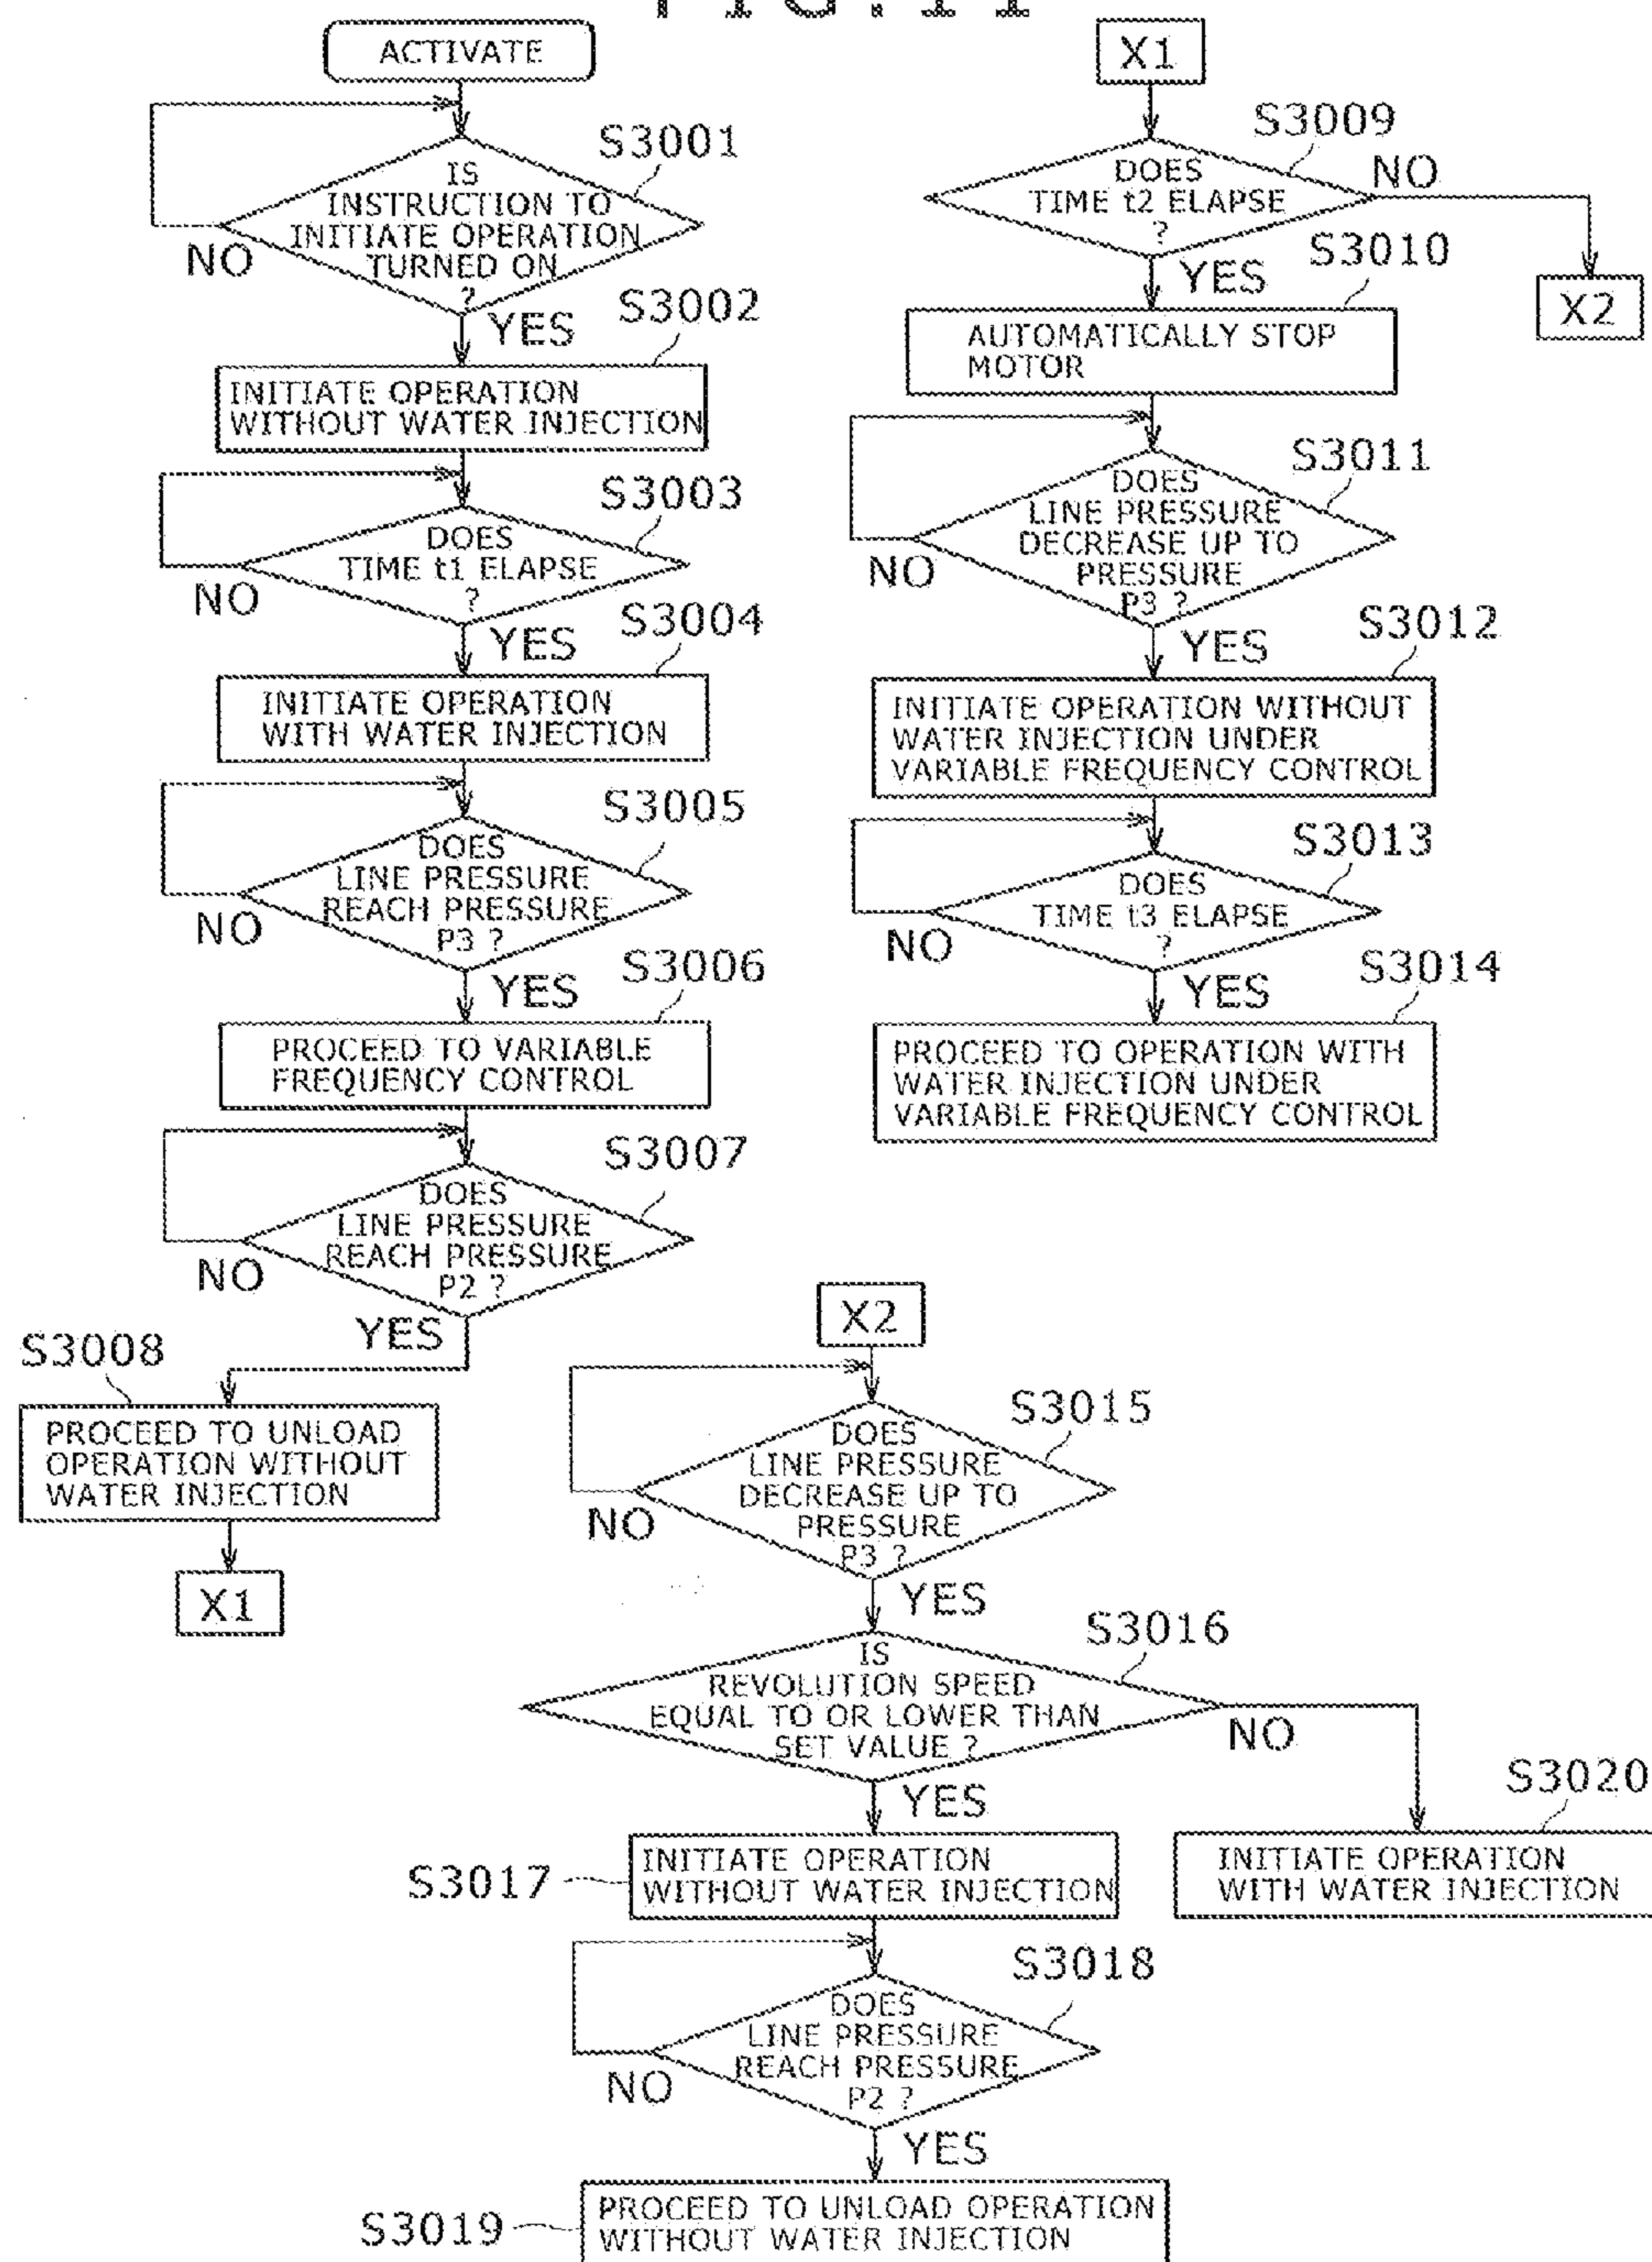 FIG. 11
ACTIVATE
S3001
IS
INSTRUCTION TO
INITIATE OPERATION
TURNED ON
?
NO
YES
S3002
INITIATE OPERATION
WITHOUT WATER INJECTION
S3003
DOES
TIME t1 ELAPSE
?
NO
YES
S3004
INITIATE OPERATION
WITH WATER INJECTION
S3005
DOES
LINE PRESSURE
REACH PRESSURE
P3 ?
NO
YES
S3006
PROCEED TO VARIABLE
FREQUENCY CONTROL
S3007
DOES
LINE PRESSURE
REACH PRESSURE
P2 ?
NO
YES
S3008
PROCEED TO UNLOAD
OPERATION WITHOUT
WATER INJECTION
X1
X1
S3009
DOES
TIME t2 ELAPSE
?
NO
X2
YES
S3010
AUTOMATICALLY STOP
MOTOR
S3011
DOES
LINE PRESSURE
DECREASE UP TO
PRESSURE
P3 ?
NO
YES
S3012
INITIATE OPERATION WITHOUT
WATER INJECTION UNDER
VARIABLE FREQUENCY CONTROL
S3013
DOES
TIME t3 ELAPSE
?
NO
YES
S3014
PROCEED TO OPERATION WITH
WATER INJECTION UNDER
VARIABLE FREQUENCY CONTROL
X2
S3015
DOES
LINE PRESSURE
DECREASE UP TO
PRESSURE
P3 ?
NO
YES
S3016
IS
REVOLUTION SPEED
EQUAL TO OR LOWER THAN
SET VALUE ?
NO
YES
S3020
INITIATE OPERATION
WITH WATER INJECTION
S3017
INITIATE OPERATION
WITHOUT WATER INJECTION
S3018
DOES
LINE PRESSURE
REACH PRESSURE
P2 ?
NO
YES
S3019
PROCEED TO UNLOAD OPERATION
WITHOUT WATER INJECTION